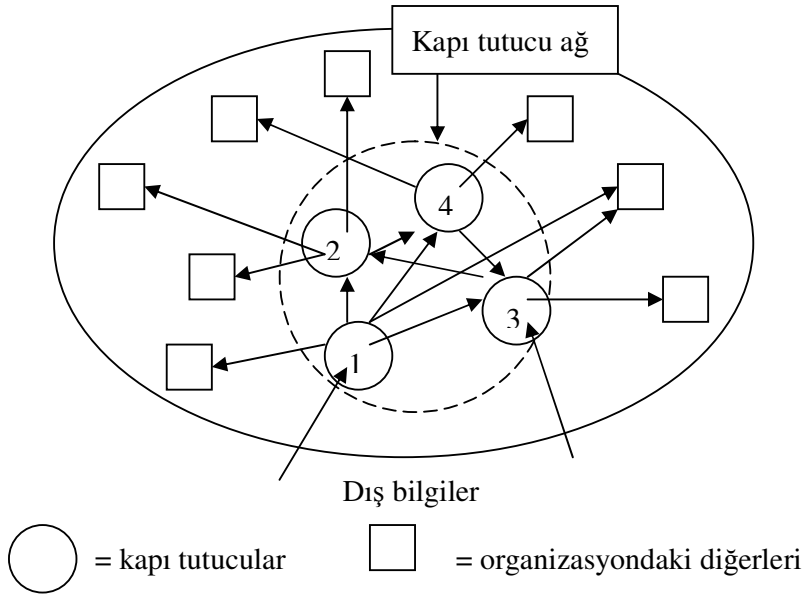 Kapı tutucu ağ
4
2
3
1
Dış bilgiler
= kapı tutucular
= organizasyondaki diğerleri